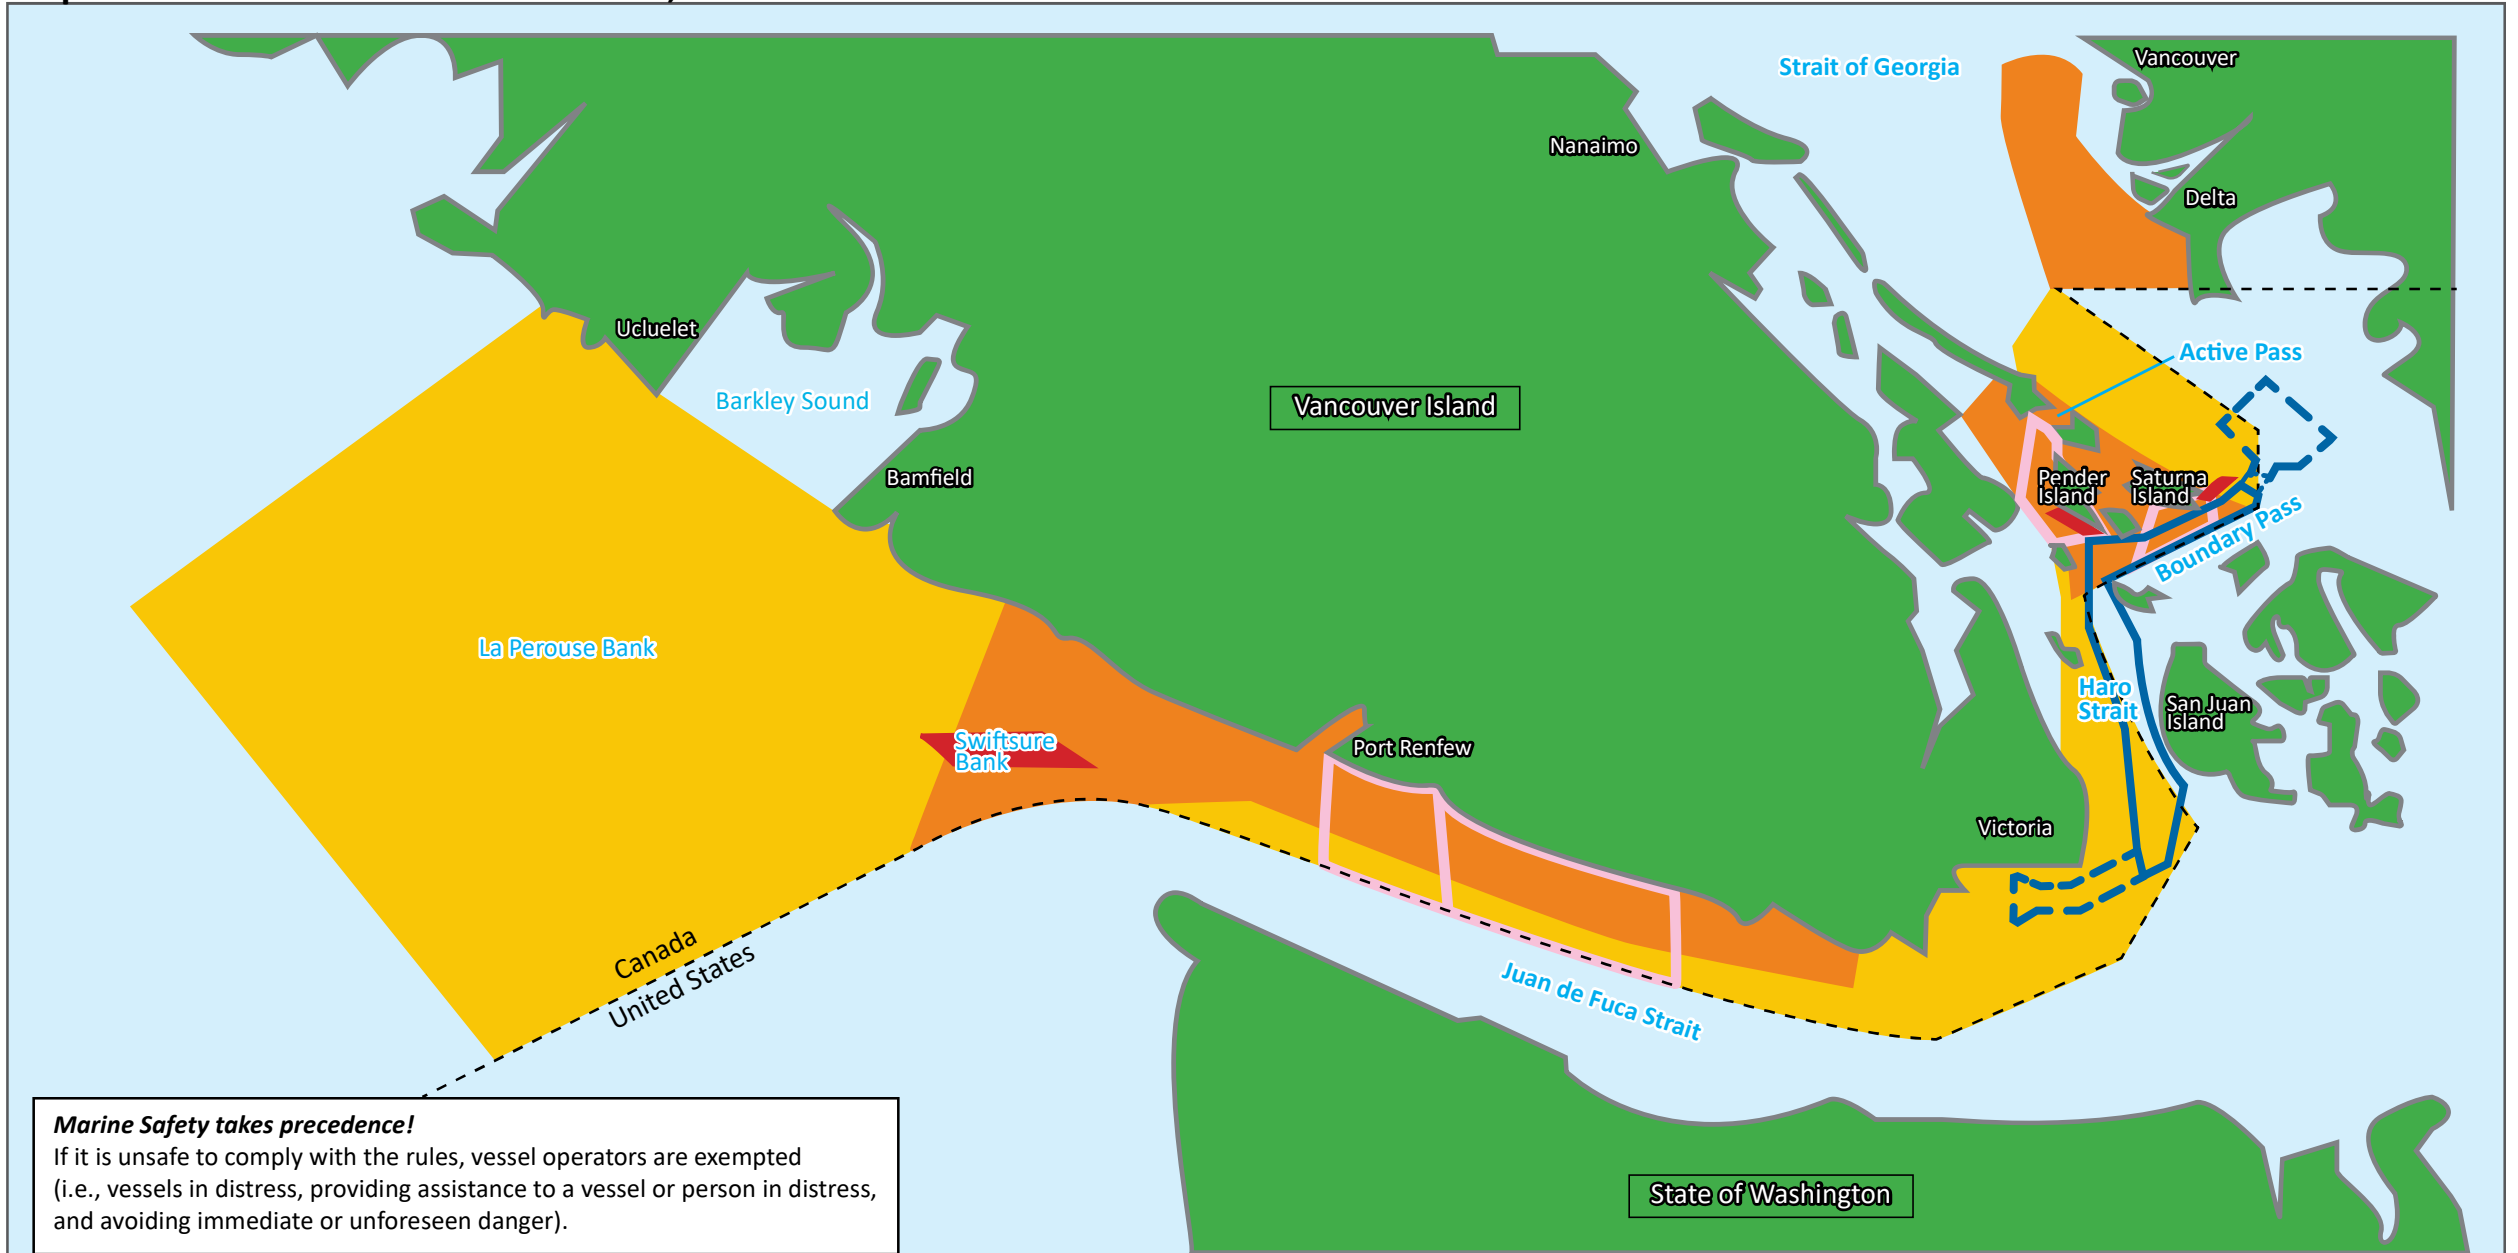 Vancouver
Strait of Georgia
Nanaimo
Delta
Ucluelet
Active Pass
Barkley Sound
Vancouver Island
Bamfield
Pender
Island
Saturna
Island
Boundary Pass
La Perouse Bank
Haro
Strait
San Juan
Island
Swiftsure
Bank
Port Renfew
Victoria
Canada
United States
Juan de Fuca Strait
Marine Safety takes precedence!
If it is unsafe to comply with the rules, vessel operators are exempted
(i.e., vessels in distress, providing assistance to a vessel or person in distress,
and avoiding immediate or unforeseen danger).
State of Washington